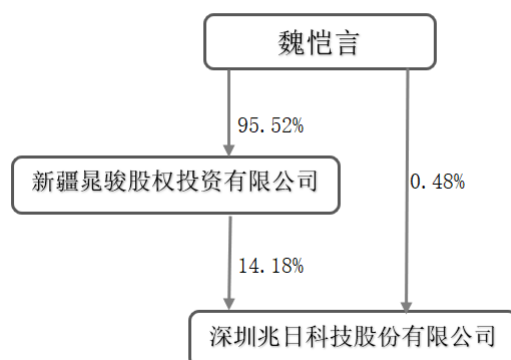 魏恺言
95.52%
新疆晁骏股权投资有限公司
0.48%
14.18%
深圳兆日科技股份有限公司